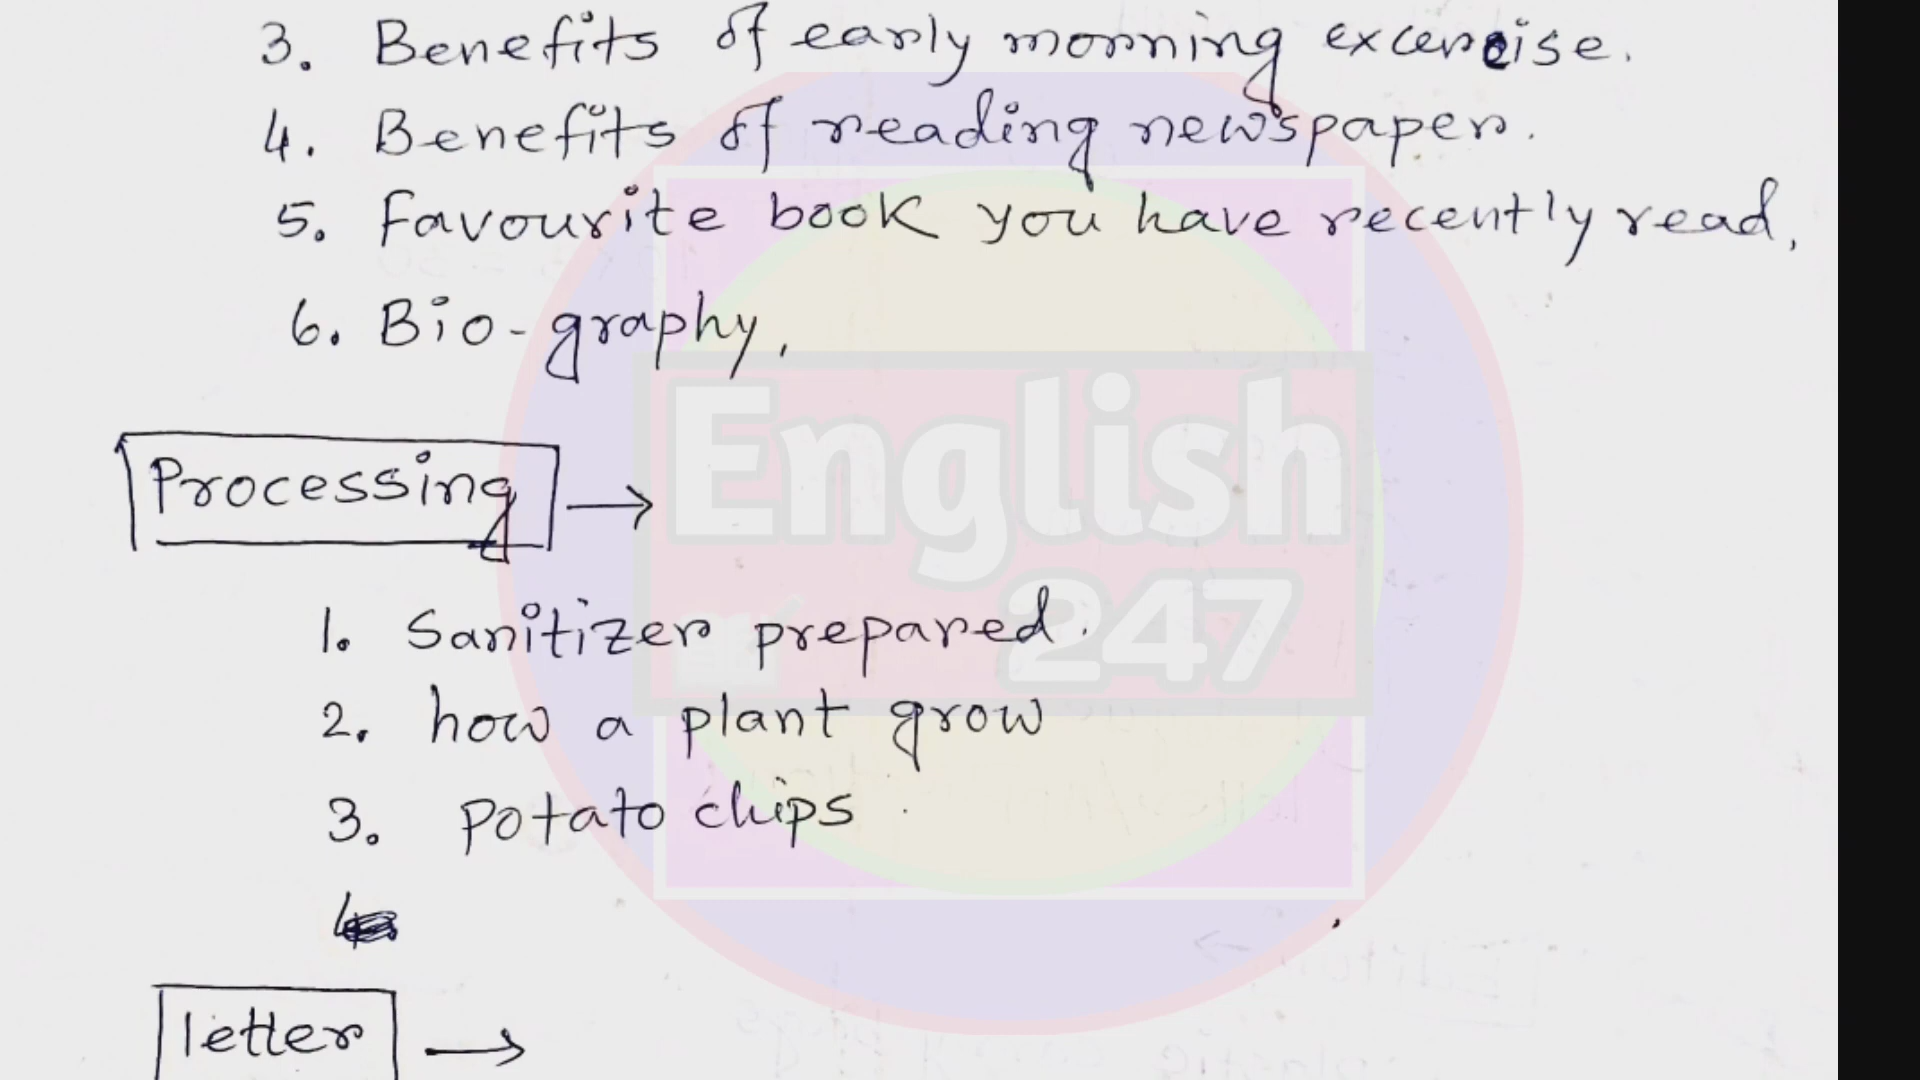 3. Benefits of early morning excercise.
4. Benefits of reading newspaper.
5. Favourite book you have recently read,
6. Bio-graphy,
Processing →
English
247
1. Sanitizer prepared.
2. how a plant grow
3. Potato chips
letter →